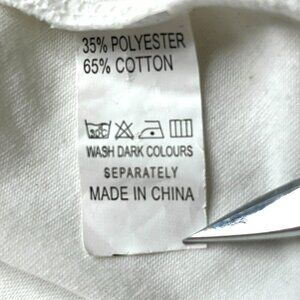 35% POLYESTER
65% COTTON
WASH DARK COLOURS
SEPARATELY
MADE IN CHINA